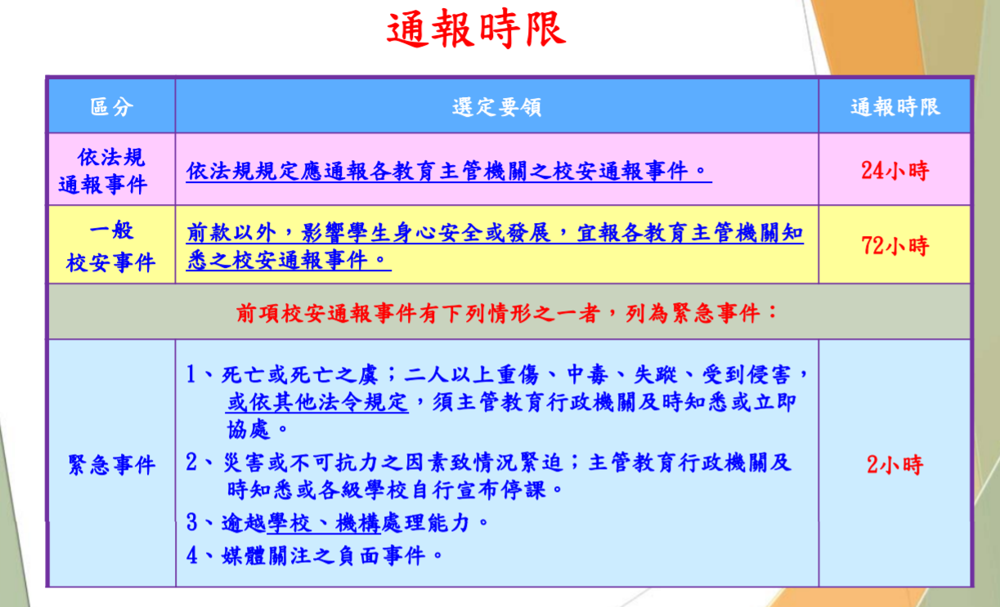 通報時限
區分
選定要領
通報時限
依法規
通報事件
依法規規定應通報各教育主管機關之校安通報事件。
24小時
一般
校安事件
前款以外，影響學生身心安全或發展，宜報各教育主管機關知
悉之校安通報事件。
72小時
前項校安通報事件有下列情形之一者，列為緊急事件：
緊急事件
1、死亡或死亡之虞；二人以上重傷、中毒、失蹤、受到侵害，
或依其他法令規定，須主管教育行政機關及時知悉或立即
協處。
2、災害或不可抗力之因素致情況緊迫；主管教育行政機關及
時知悉或各級學校自行宣布停課。
3、逾越學校、機構處理能力。
4、媒體關注之負面事件。
2小時